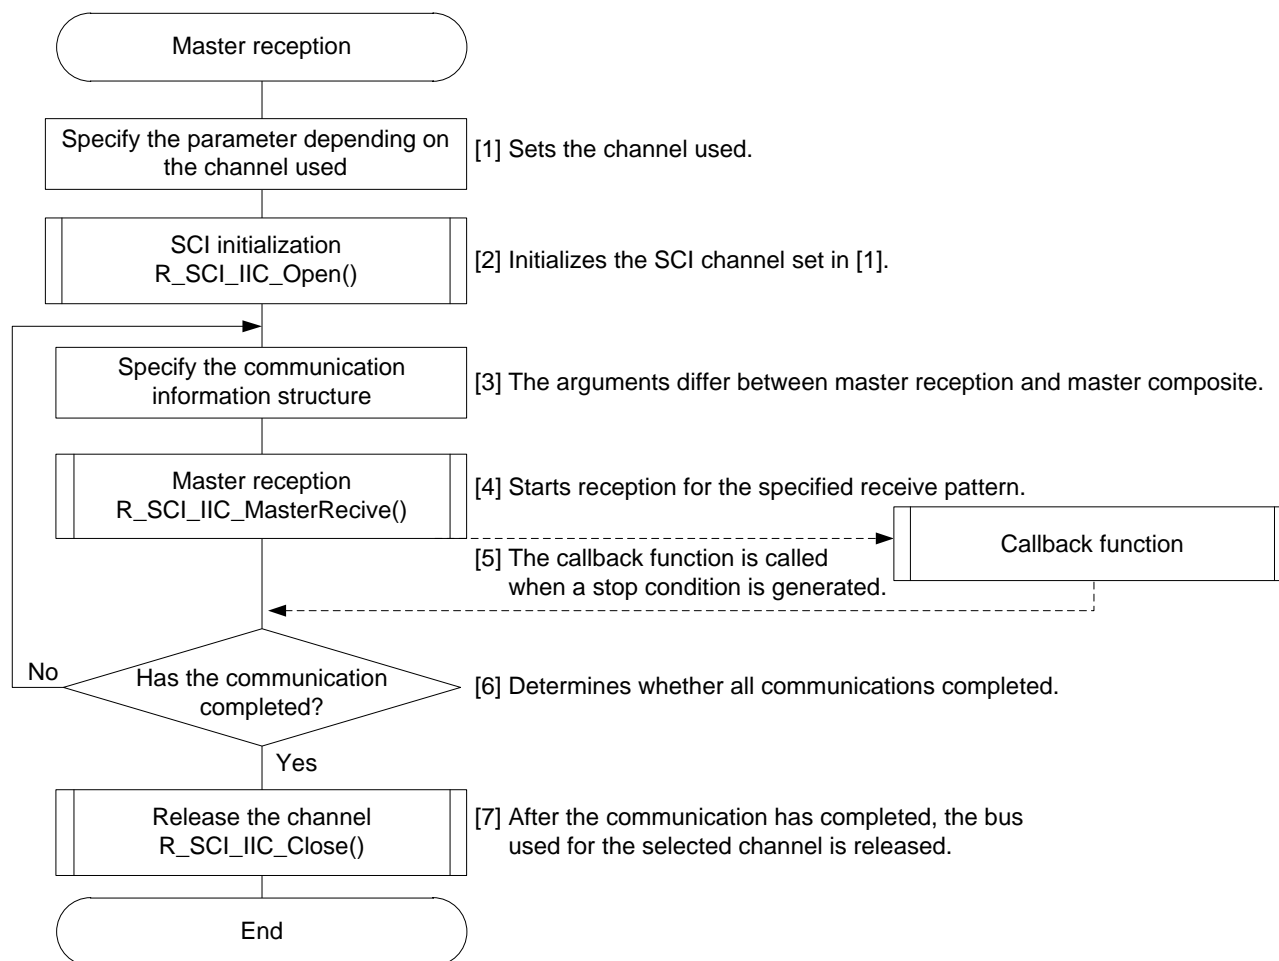 Master reception
Specify the parameter depending on
the channel used
[1] Sets the channel used.
SCI initialization
R_SCI_IIC_Open()
[2] Initializes the SCI channel set in [1].
Specify the communication
information structure
[3] The arguments differ between master reception and master composite.
Master reception
R_SCI_IIC_MasterRecive()
[4] Starts reception for the specified receive pattern.
Callback function
[5] The callback function is called
when a stop condition is generated.
No
Has the communication
completed?
[6] Determines whether all communications completed.
Yes
Release the channel
R_SCI_IIC_Close()
[7] After the communication has completed, the bus
used for the selected channel is released.
End